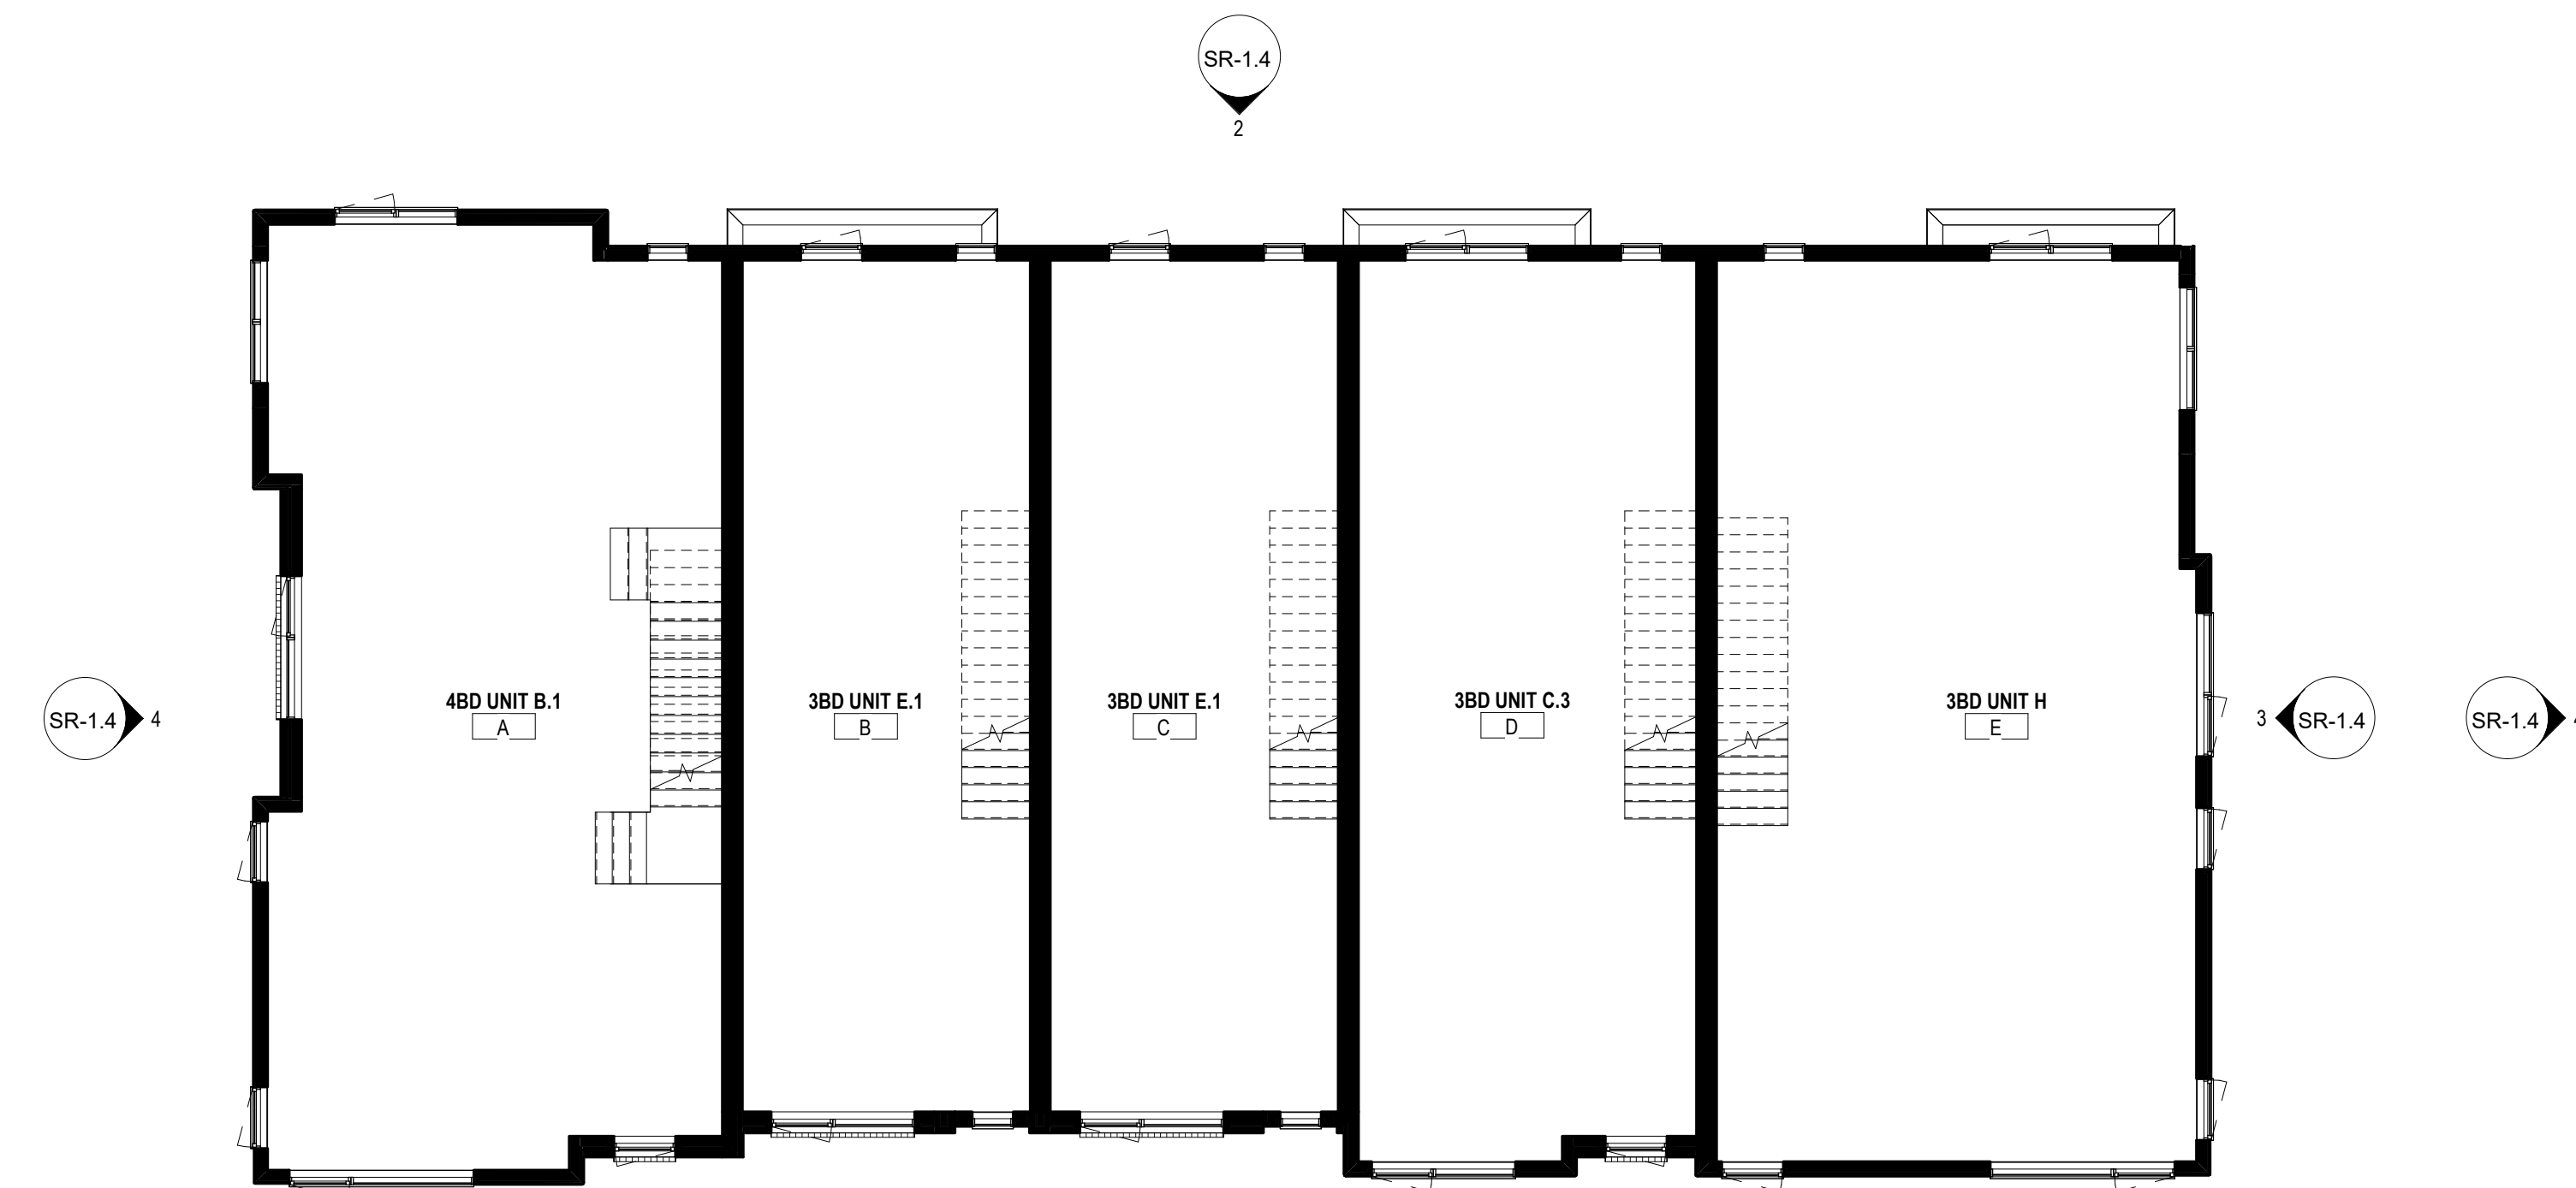 SR-1.4
2
4BD UNIT B.1
A
3BD UNIT E.1
B
3BD UNIT E.1
C
3BD UNIT C.3
D
3BD UNIT H
E
SR-1.4 4
3 SR-1.4
SR-1.4